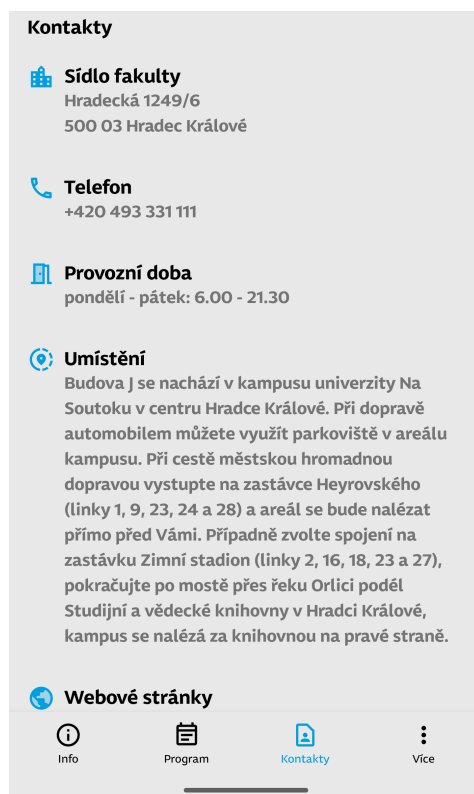 Kontakty
Sídlo fakulty
Hradecká 1249/6
500 03 Hradec Králové
Telefon
+420 493 331 111
Provozní doba
pondělí - pátek: 6.00 - 21.30
Umístění
Budova J se nachází v kampusu univerzity Na
Soutoku v centru Hradce Králové. Při dopravě
automobilem můžete využít parkoviště v areálu
kampusu. Při cestě městskou hromadnou
dopravou vystupte na zastávce Heyrovského
(linky 1, 9, 23, 24 a 28) a areál se bude nalézat
přímo před Vámi. Případně zvolte spojení na
zastávku Zimní stadion (linky 2, 16, 18, 23 a 27),
pokračujte po mostě přes řeku Orlici podél
Studijní a vědecké knihovny v Hradci Králové,
kampus se nalézá za knihovnou na pravé straně.
Webové stránky
Info
Program
Kontakty
Více